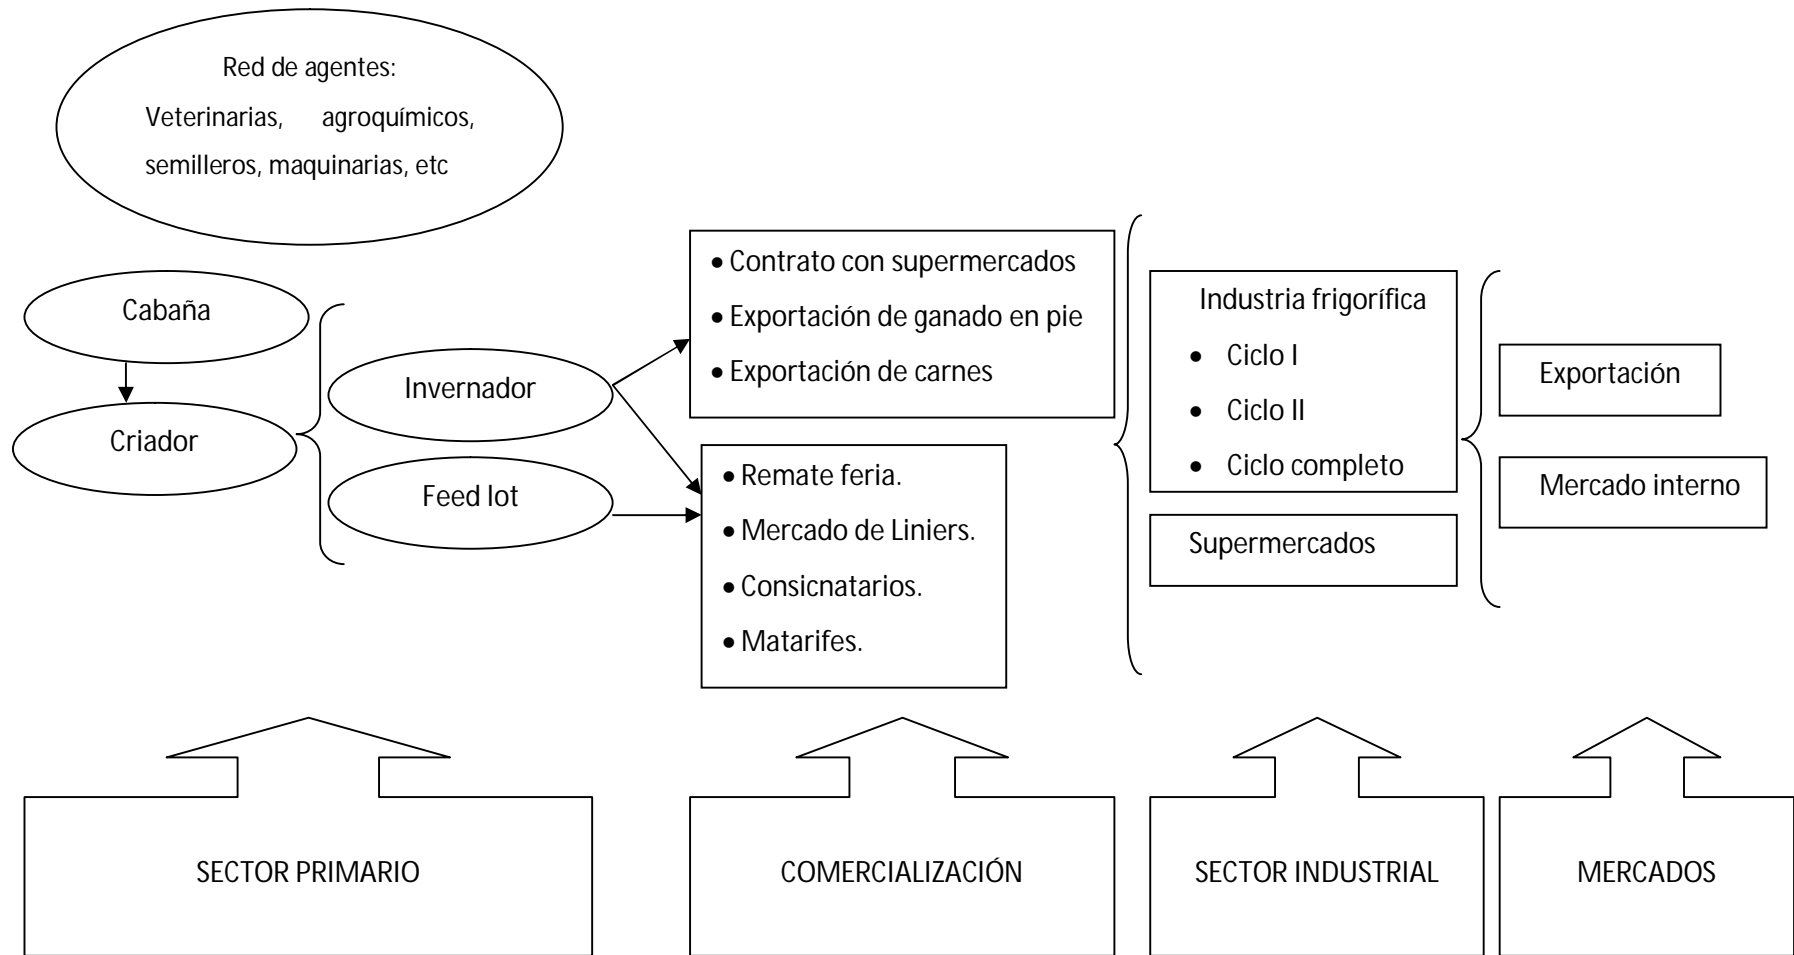 Red de agentes:
Veterinarias, agroquímicos,
semilleros, maquinarias, etc
Cabaña
Criador
Invernador
Feed lot
• Contrato con supermercados
• Exportación de ganado en pie
• Exportación de carnes
• Remate feria.
• Mercado de Liniers.
• Consicnatarios.
• Matarifes.
Industria frigorífica
• Ciclo I
• Ciclo II
• Ciclo completo
Supermercados
Exportación
Mercado interno
SECTOR PRIMARIO
COMERCIALIZACIÓN
SECTOR INDUSTRIAL
MERCADOS